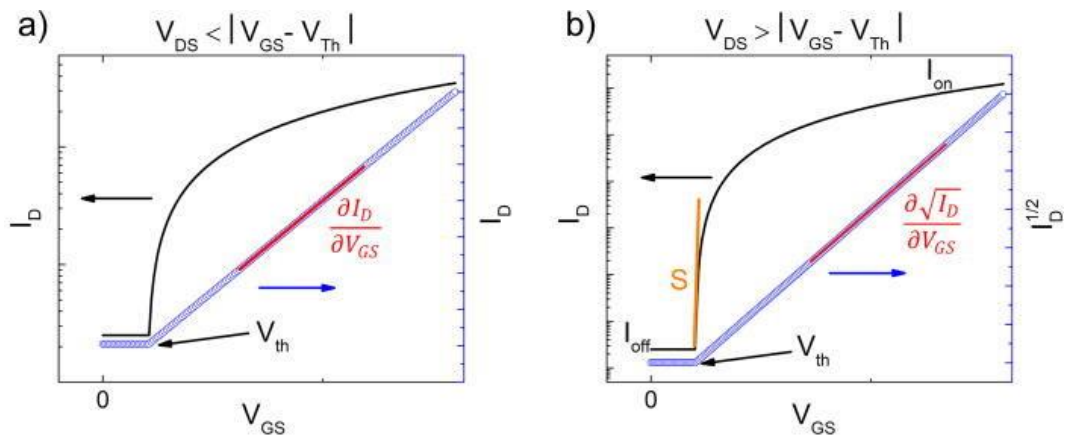 a)
V_DS < |V_GS- V_Th|
I_D
∂I_D
∂V_GS
V_th
0
V_GS
I_D
b)
V_DS > |V_GS- V_Th|
I_on
I_D
∂√I_D
∂V_GS
S
I_off
V_th
0
V_GS
I_D^1/2